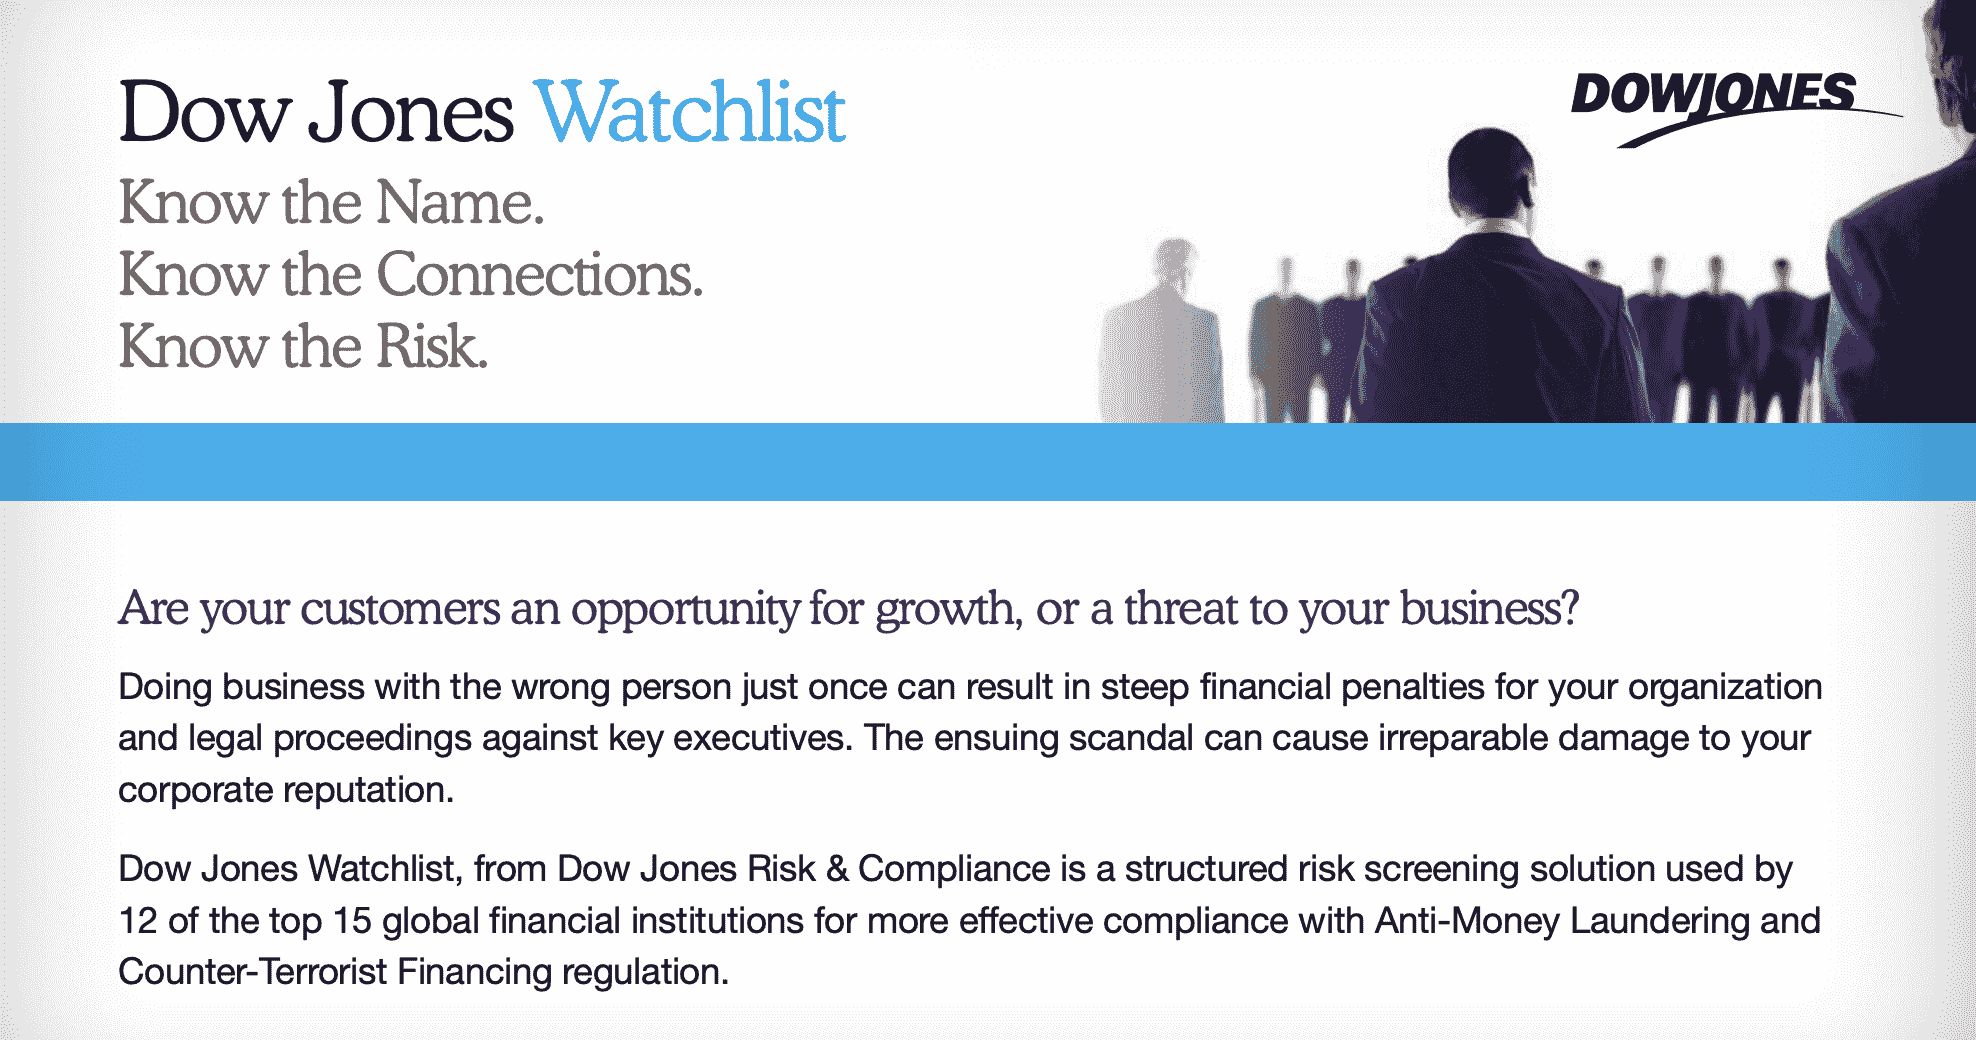 Dow Jones Watchlist
DOWJONES
Know the Name.
Know the Connections.
Know the Risk.
Are your customers an opportunity for growth, or a threat to your business?
Doing business with the wrong person just once can result in steep financial penalties for your organization
and legal proceedings against key executives. The ensuing scandal can cause irreparable damage to your
corporate reputation.
Dow Jones Watchlist, from Dow Jones Risk & Compliance is a structured risk screening solution used by
12 of the top 15 global financial institutions for more effective compliance with Anti-Money Laundering and
Counter-Terrorist Financing regulation.